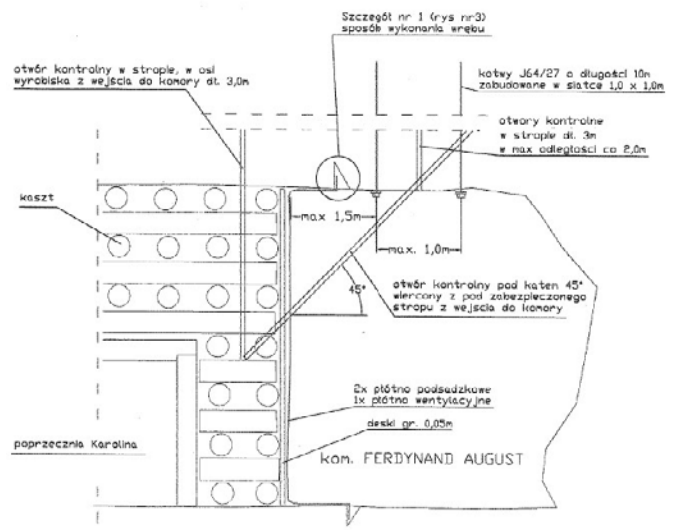 Szczegół nr 1 (rys nr3)
sposób wykonania wrębu
otwór kontrolny w stropie, w osi
wyrobiska z wejścia do komory dł. 3,0m
kotwy J64/27 o długości 10m
zabudowane w siatce 1,0 x 1,0m
otwory kontrolne
w stropie dł. 3m
w max odległości co 2,0m
kaszt
max 1,5m
max. 1,0m
45°
otwór kontrolny pod kątem 45°
wiercony z pod zabezpieczonego
stropu z wejścia do komory
2x płótno podsadzkowe
1x płótno wentylacyjne
deski gr. 0,05m
poprzecznia Karolina
kom. FERDYNAND AUGUST